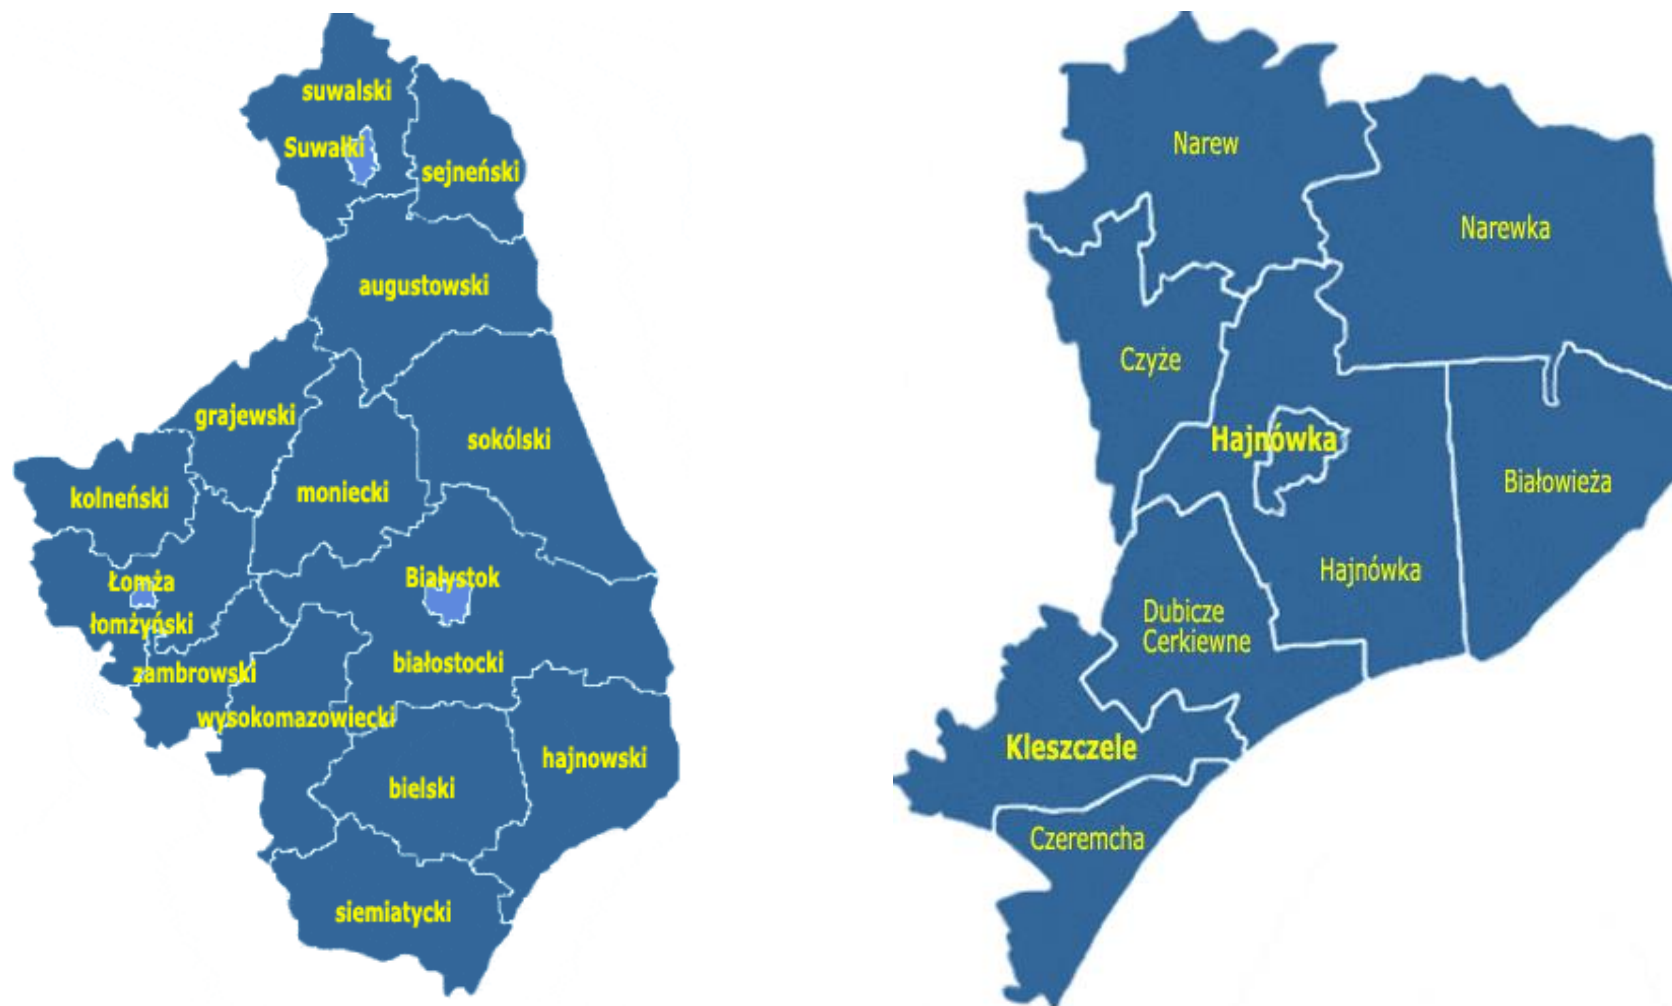 suwalski
Suwałki
sejneński
augustowski
grajewski
sokólski
kolneński
moniecki
Łomża
Białystok
łomżyński
białostocki
zambrowski
wysokomazowiecki
hajnowski
bielski
siemiatycki
Narew
Narewka
Czyże
Hajnówka
Białowieża
Hajnówka
Dubicze
Cerkiewne
Kleszczele
Czeremcha